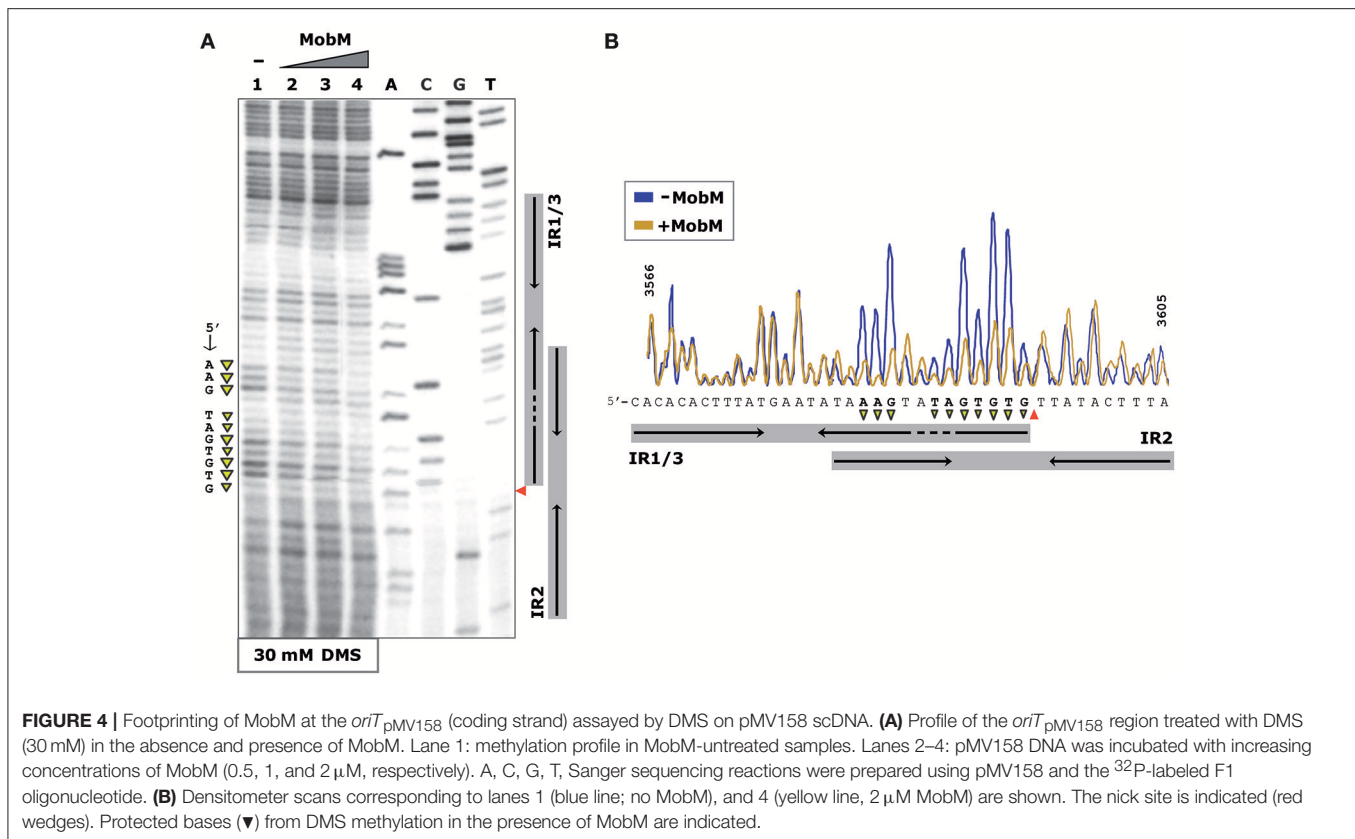 A
MobM
–
1 2 3 4 A C G T
5′
A
A
G
T
A
G
T
G
T
G
IR1/3
IR2
30 mM DMS
B
–MobM
+MobM
3566
3605
5′-CACACACTTTATGAATATAAAGTATAGTGTGTTATACTTTA
IR1/3
IR2
FIGURE 4 | Footprinting of MobM at the oriTpMV158 (coding strand) assayed by DMS on pMV158 scDNA. (A) Profile of the oriTpMV158 region treated with DMS
(30 mM) in the absence and presence of MobM. Lane 1: methylation profile in MobM-untreated samples. Lanes 2–4: pMV158 DNA was incubated with increasing
concentrations of MobM (0.5, 1, and 2 μM, respectively). A, C, G, T, Sanger sequencing reactions were prepared using pMV158 and the 32P-labeled F1
oligonucleotide. (B) Densitometer scans corresponding to lanes 1 (blue line; no MobM), and 4 (yellow line, 2 μM MobM) are shown. The nick site is indicated (red
wedges). Protected bases (▼) from DMS methylation in the presence of MobM are indicated.